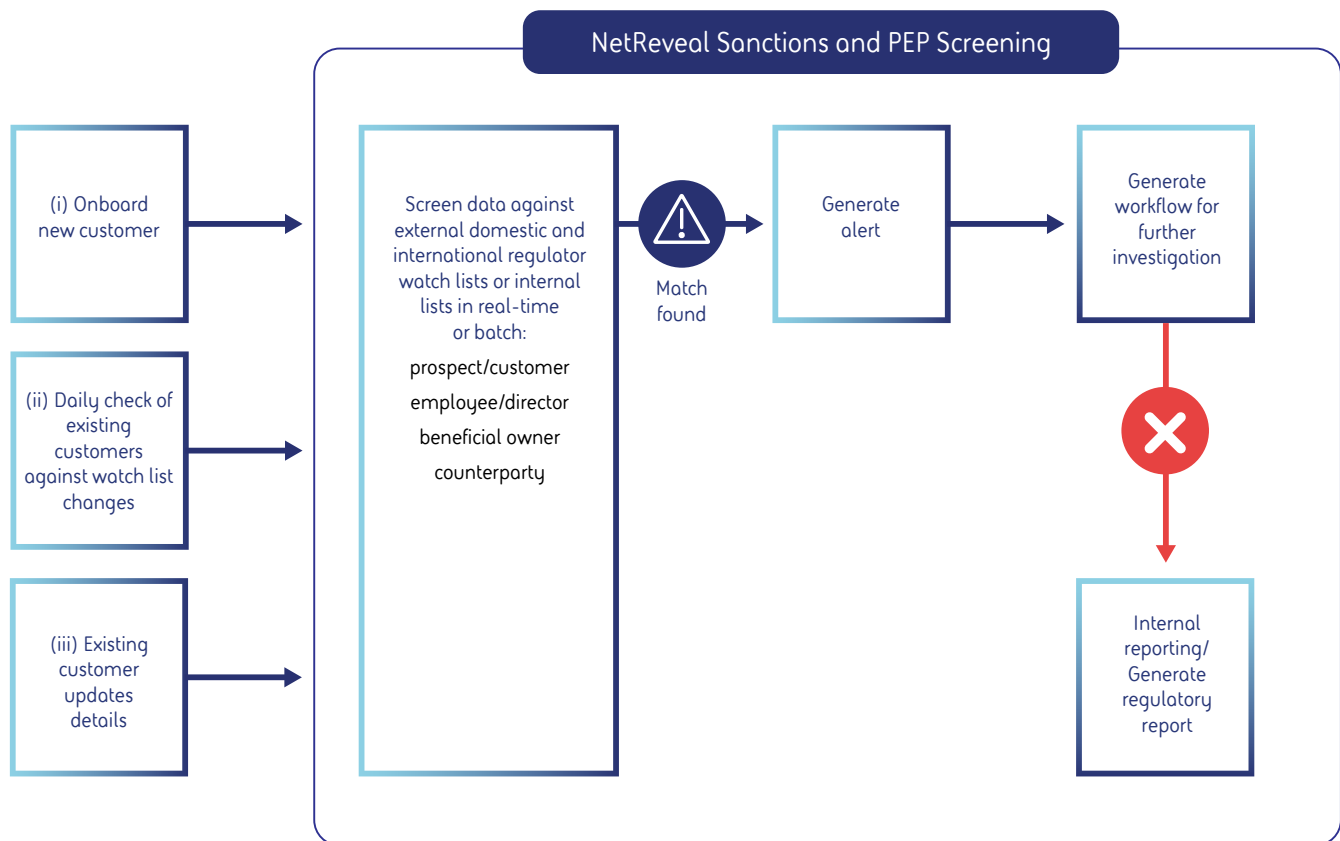 NetReveal Sanctions and PEP Screening
(i) Onboard
new customer
(ii) Daily check of
existing
customers
against watch list
changes
(iii) Existing
customer
updates
details
Screen data against
external domestic and
international regulator
watch lists or internal
lists in real-time
or batch:
prospect/customer
employee/director
beneficial owner
counterparty
Match
found
Generate
alert
Generate
workflow for
further
investigation
Internal
reporting/
Generate
regulatory
report